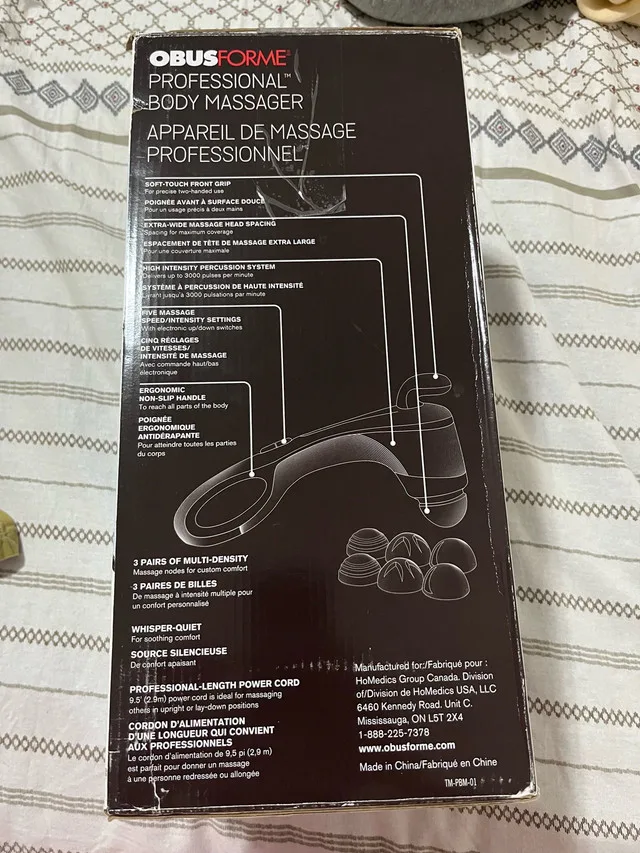 OBUSFORME
PROFESSIONAL™
BODY MASSAGER
APPAREIL DE MASSAGE
PROFESSIONNEL
SOFT-TOUCH FRONT GRIP
For precise two-handed use
POIGNÉE AVANT À SURFACE DOUCE
Pour un usage précis à deux mains
EXTRA-WIDE MASSAGE HEAD SPACING
Spacing for maximum coverage
ESPACEMENT DE TÊTE DE MASSAGE EXTRA LARGE
Pour une couverture maximale
HIGH INTENSITY PERCUSSION SYSTEM
Delivers up to 3000 pulses per minute
SYSTÈME À PERCUSSION DE HAUTE INTENSITÉ
Livrant jusqu'à 3000 pulsations par minute
FIVE MASSAGE
SPEED/INTENSITY SETTINGS
With electronic up/down switches
CINQ RÉGLAGES
DE VITESSES/
INTENSITÉ DE MASSAGE
Avec commande haut/bas
électronique
ERGONOMIC
NON-SLIP HANDLE
To reach all parts of the body
POIGNÉE
ERGONOMIQUE
ANTIDÉRAPANTE
Pour atteindre toutes les parties
du corps
3 PAIRS OF MULTI-DENSITY
Massage nodes for custom comfort
3 PAIRES DE BILLES
De massage à intensité multiple pour
un confort personnalisé
WHISPER-QUIET
For soothing comfort
SOURCE SILENCIEUSE
De confort apaisant
PROFESSIONAL-LENGTH POWER CORD
9.5' (2.9m) power cord is ideal for massaging
others in upright or lay-down positions
CORDON D'ALIMENTATION
D'UNE LONGUEUR QUI CONVIENT
AUX PROFESSIONNELS
Le cordon d'alimentation de 9,5 pi (2,9 m)
est parfait pour donner un massage
à une personne redressée ou allongée
Manufactured for:/Fabriqué pour :
HoMedics Group Canada. Division
of/Division de HoMedics USA, LLC
6460 Kennedy Road. Unit C.
Mississauga, ON L5T 2X4
1-888-225-7378
www.obusforme.com
Made in China/Fabriqué en Chine
TM-PBM-01